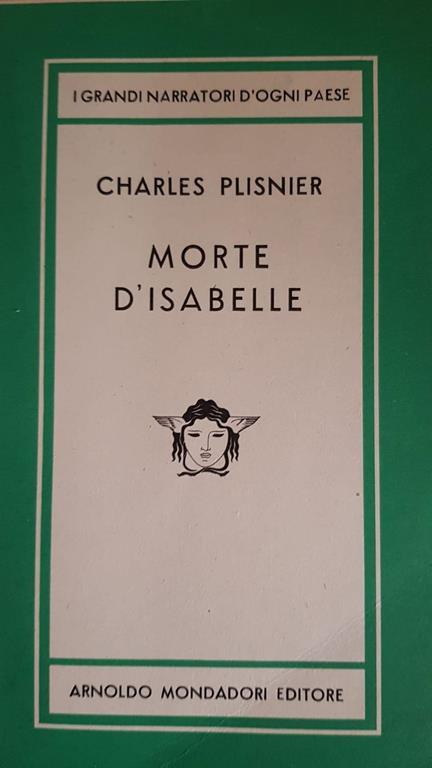 I GRANDI NARRATORI D'OGNI PAESE
CHARLES PLISNIER
MORTE
D'ISABELLE
ARNOLDO MONDADORI EDITORE